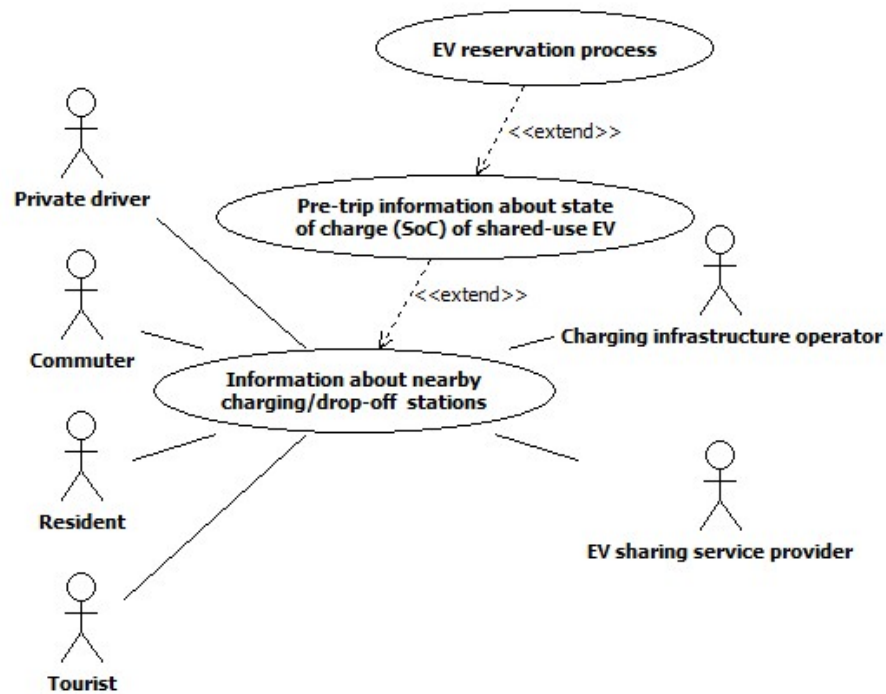 EV reservation process
<<extend>>
Private driver
Pre-trip information about state
of charge (SoC) of shared-use EV
<<extend>>
Charging infrastructure operator
Commuter
Information about nearby
charging/drop-off stations
Resident
EV sharing service provider
Tourist